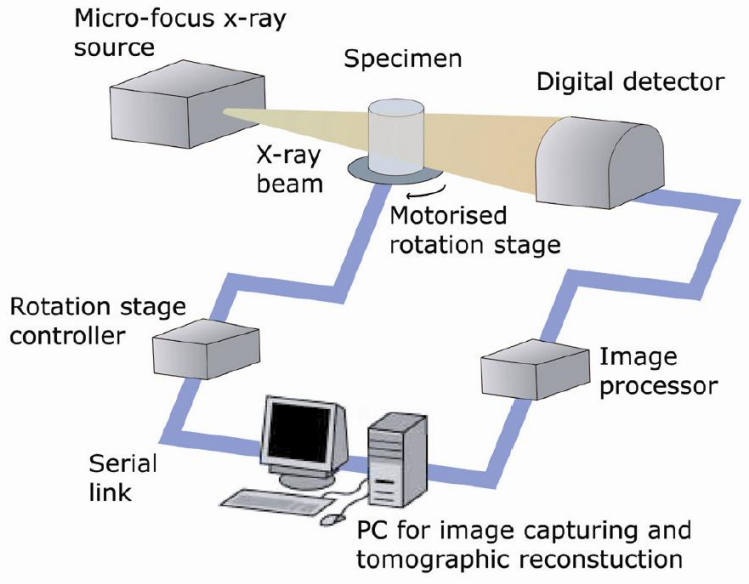 Micro-focus x-ray
source
Specimen
Digital detector
X-ray
beam
Motorised
rotation stage
Rotation stage
controller
Image
processor
Serial
link
PC for image capturing and
tomographic reconstuction